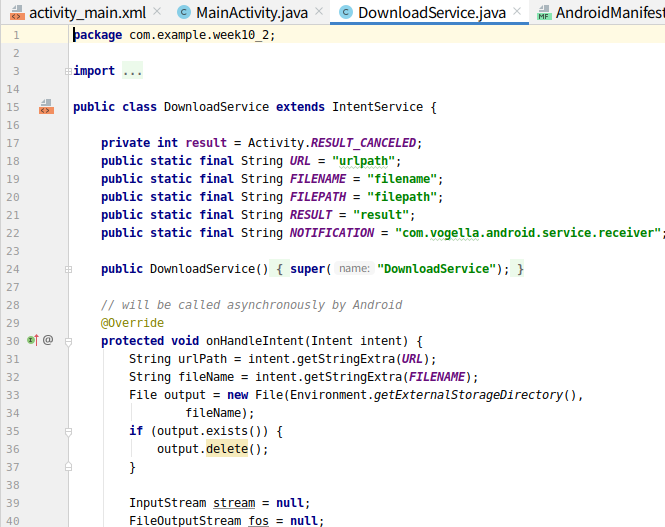 activity_main.xml MainActivity.java DownloadService.java AndroidManifest
1 package com.example.week10_2;
2
3 import ...
14
15 public class DownloadService extends IntentService {
16
17 private int result = Activity.RESULT_CANCELED;
18 public static final String URL = "urlpath";
19 public static final String FILENAME = "filename";
20 public static final String FILEPATH = "filepath";
21 public static final String RESULT = "result";
22 public static final String NOTIFICATION = "com.vogella.android.service.receiver";
23
24 public DownloadService() { super( name: "DownloadService"); }
27
28 // will be called asynchronously by Android
29 @Override
30 protected void onHandleIntent(Intent intent) {
31 String urlPath = intent.getStringExtra(URL);
32 String fileName = intent.getStringExtra(FILENAME);
33 File output = new File(Environment.getExternalStorageDirectory(),
34 fileName);
35 if (output.exists()) {
36 output.delete();
37 }
38
39 InputStream stream = null;
40 FileOutputStream fos = null;